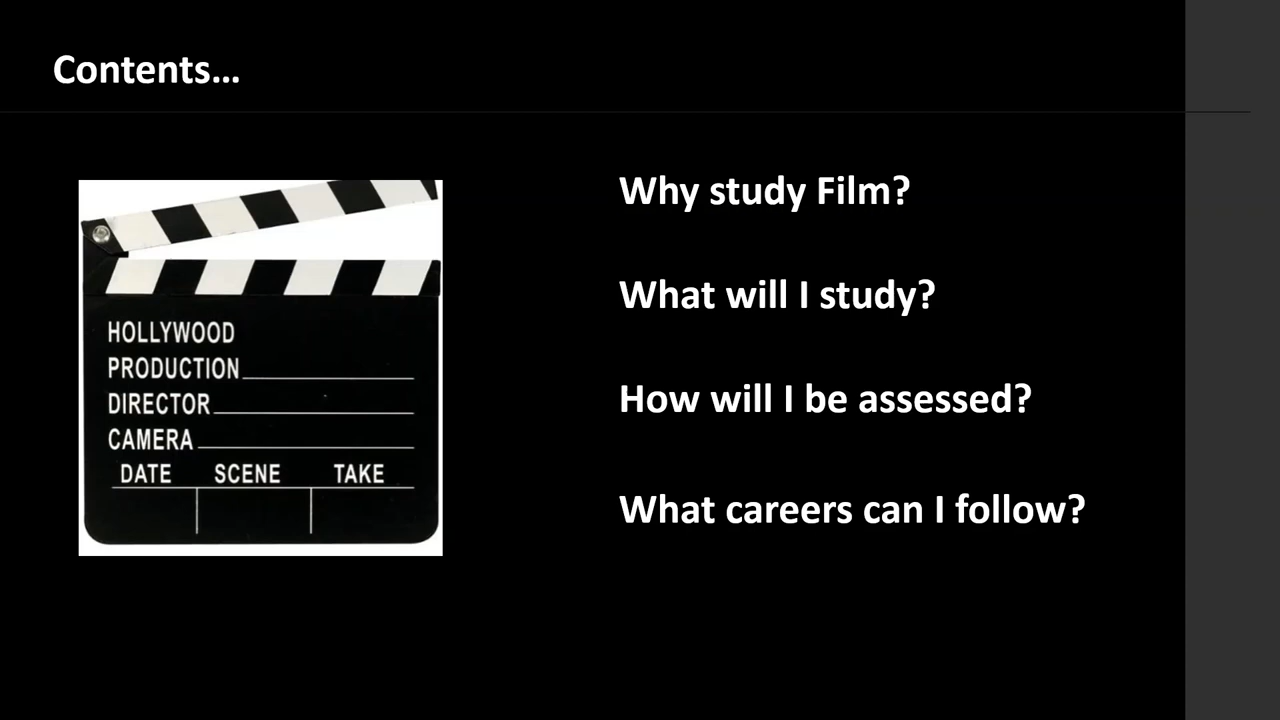 Contents…
HOLLYWOOD
PRODUCTION
DIRECTOR
CAMERA
DATE SCENE TAKE
Why study Film?
What will I study?
How will I be assessed?
What careers can I follow?